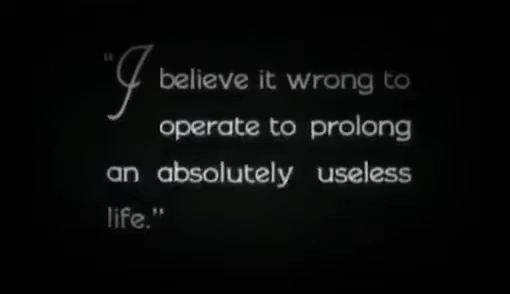 "I believe it wrong to
operate to prolong
an absolutely useless
life."